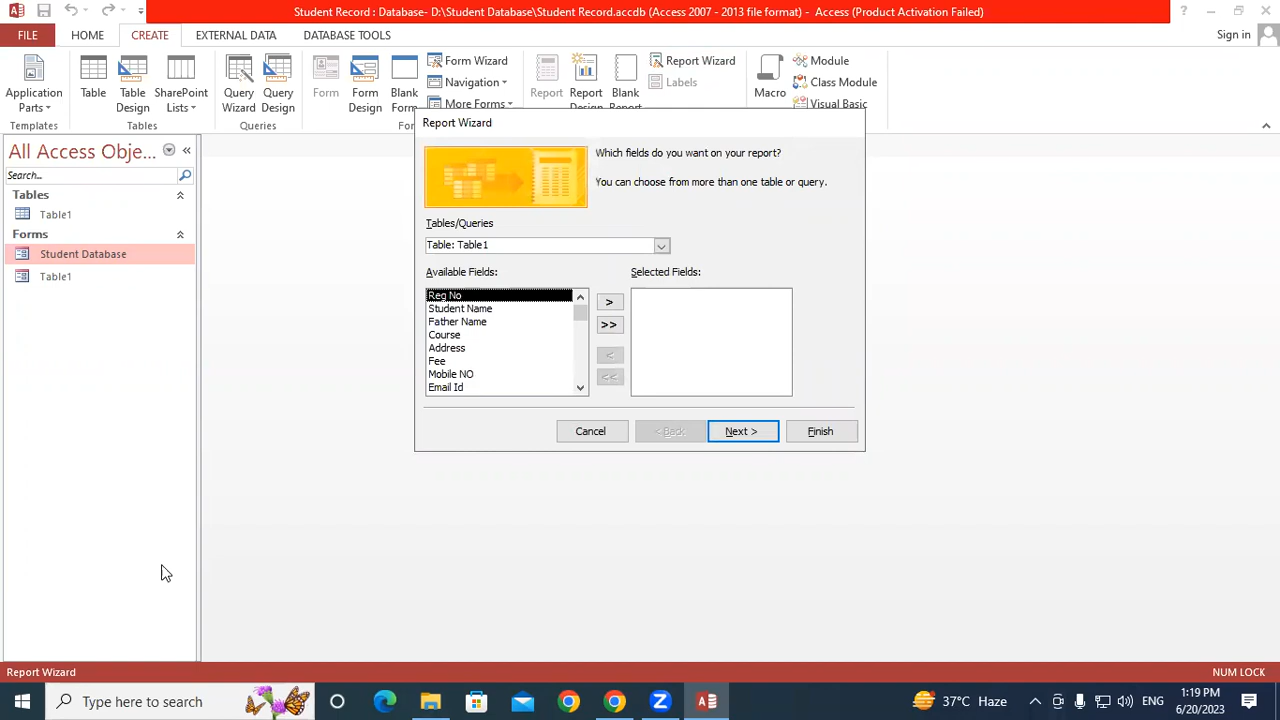 Student Record : Database- D:\Student Database\Student Record.accdb (Access 2007 - 2013 file format) - Access (Product Activation Failed)
FILE HOME CREATE EXTERNAL DATA DATABASE TOOLS Sign in
Application Parts Table Table Design SharePoint Lists Query Wizard Query Design Form Form Design Blank Form Form Wizard Navigation More Forms Report Report Design Blank Report Report Wizard Labels Macro Module Class Module Visual Basic
Templates Tables Queries
All Access Obje...
Search...
Tables
Table1
Forms
Student Database
Table1
Report Wizard
Which fields do you want on your report?
You can choose from more than one table or query.
Tables/Queries
Table: Table1
Available Fields: Selected Fields:
Reg No
Student Name
Father Name
Course
Address
Fee
Mobile NO
Email Id
>
>>
<
<<
Cancel < Back Next > Finish
Report Wizard NUM LOCK
Type here to search 37°C Haze ENG 1:19 PM
6/20/2023